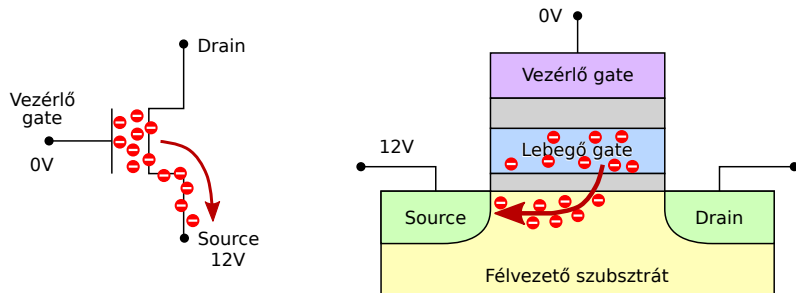 Drain
Vezérlő
gate
0V
Source
12V
0V
Vezérlő gate
Lebegő gate
12V
Source
Drain
Félvezető szubsztrát